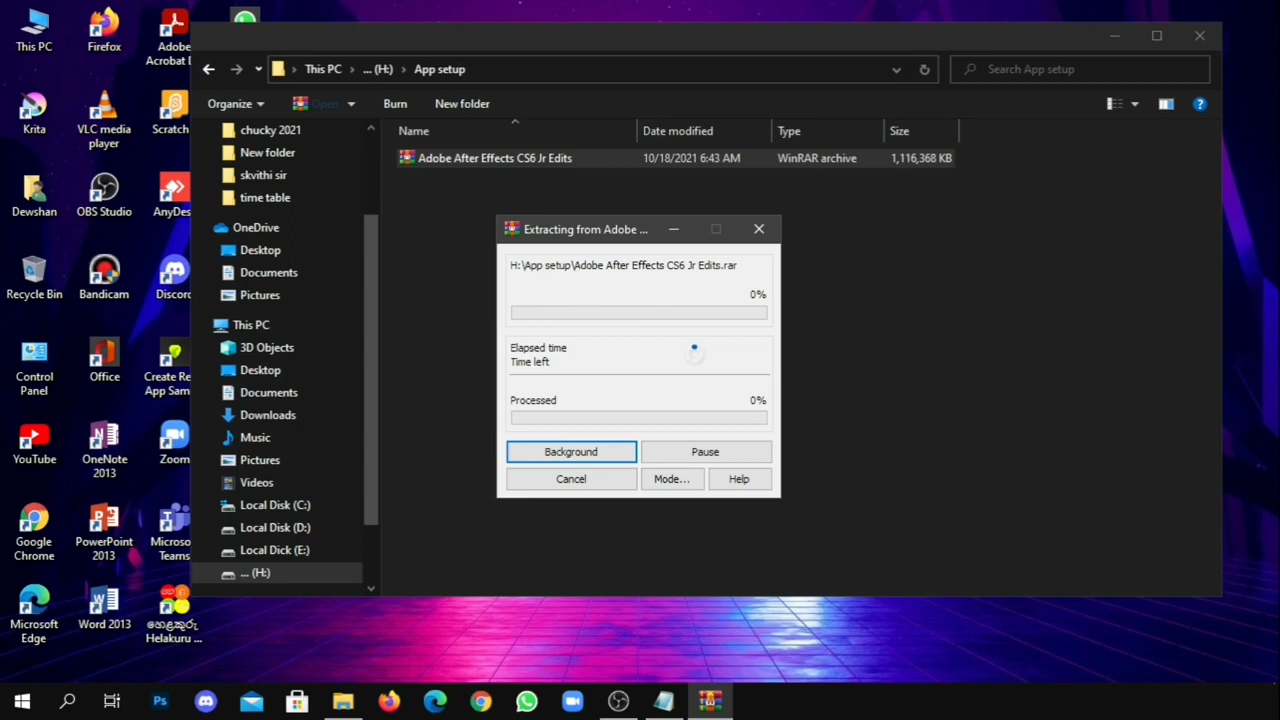 This PC
Firefox
Adobe
Acrobat D
Krita
VLC media
player
Scratch
Dewshan
OBS Studio
AnyDes
Recycle Bin
Bandicam
Discord
Control
Panel
Office
Create Re
App Sam
YouTube
OneNote
2013
Zoom
Google
Chrome
PowerPoint
2013
Microso
Teams
Microsoft
Edge
Word 2013
හෙළකුරු
Helakuru ...
This PC
... (H:)
App setup
Search App setup
Organize
Open
Burn
New folder
chucky 2021
New folder
skvithi sir
time table
OneDrive
Desktop
Documents
Pictures
This PC
3D Objects
Desktop
Documents
Downloads
Music
Pictures
Videos
Local Disk (C:)
Local Disk (D:)
Local Dick (E:)
... (H:)
Name
Date modified
Type
Size
Adobe After Effects CS6 Jr Edits
10/18/2021 6:43 AM
WinRAR archive
1,116,368 KB
Extracting from Adobe ...
H:\App setup\Adobe After Effects CS6 Jr Edits.rar
0%
Elapsed time
Time left
Processed
0%
Background
Pause
Cancel
Mode...
Help
Ps